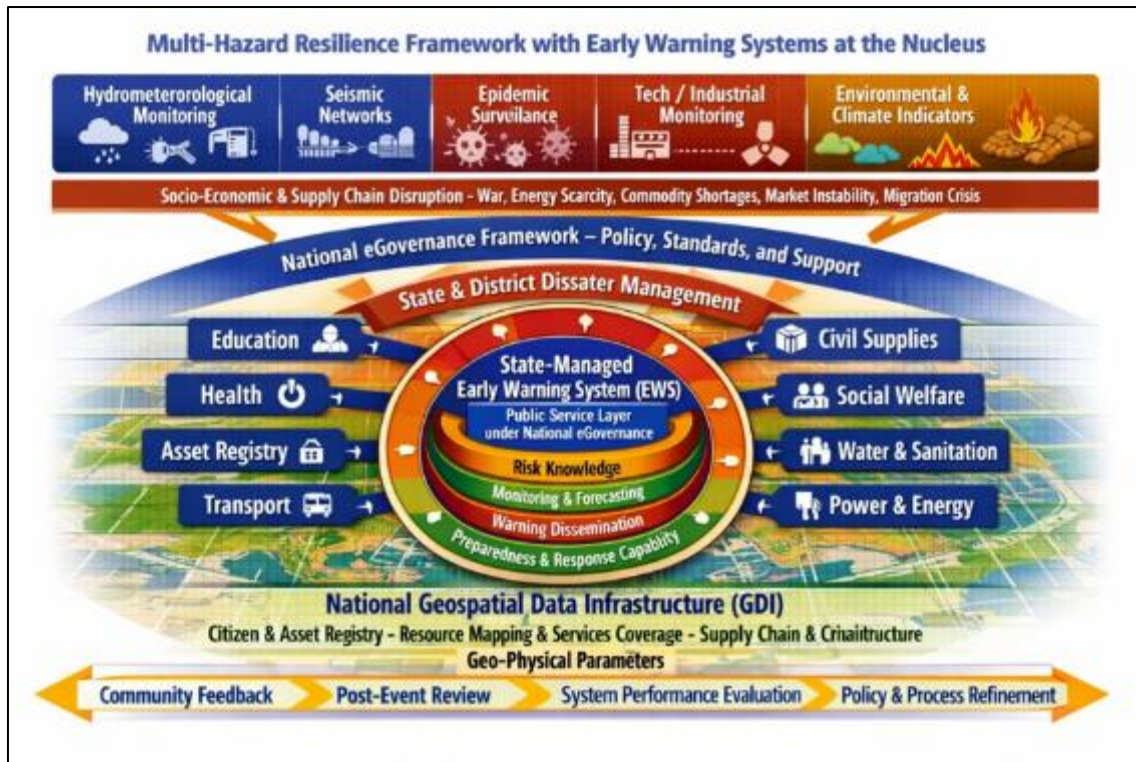 Multi-Hazard Resilience Framework with Early Warning Systems at the Nucleus
Hydrometerorological
Monitoring
Seismic
Networks
Epidemic
Surveilance
Tech / Industrial
Monitoring
Environmental &
Climate Indicators
Socio-Economic & Supply Chain Disruption - War, Energy Scarcity, Commodity Shortages, Market Instability, Migration Crisis
National eGovernance Framework – Policy, Standards, and Support
State & District Dissater Management
Education
Health
Asset Registry
Transport
State-Managed
Early Warning System (EWS)
Public Service Layer
under National eGovernance
Risk Knowledge
Monitoring & Forecasting
Warning Dissemination
Preparedness & Response Capablity
Civil Supplies
Social Welfare
Water & Sanitation
Power & Energy
National Geospatial Data Infrastructure (GDI)
Citizen & Asset Registry - Resource Mapping & Services Coverage - Supply Chain &
Geo-Physical Parameters
Community Feedback
Post-Event Review
System Performance Evaluation
Policy & Process Refinement